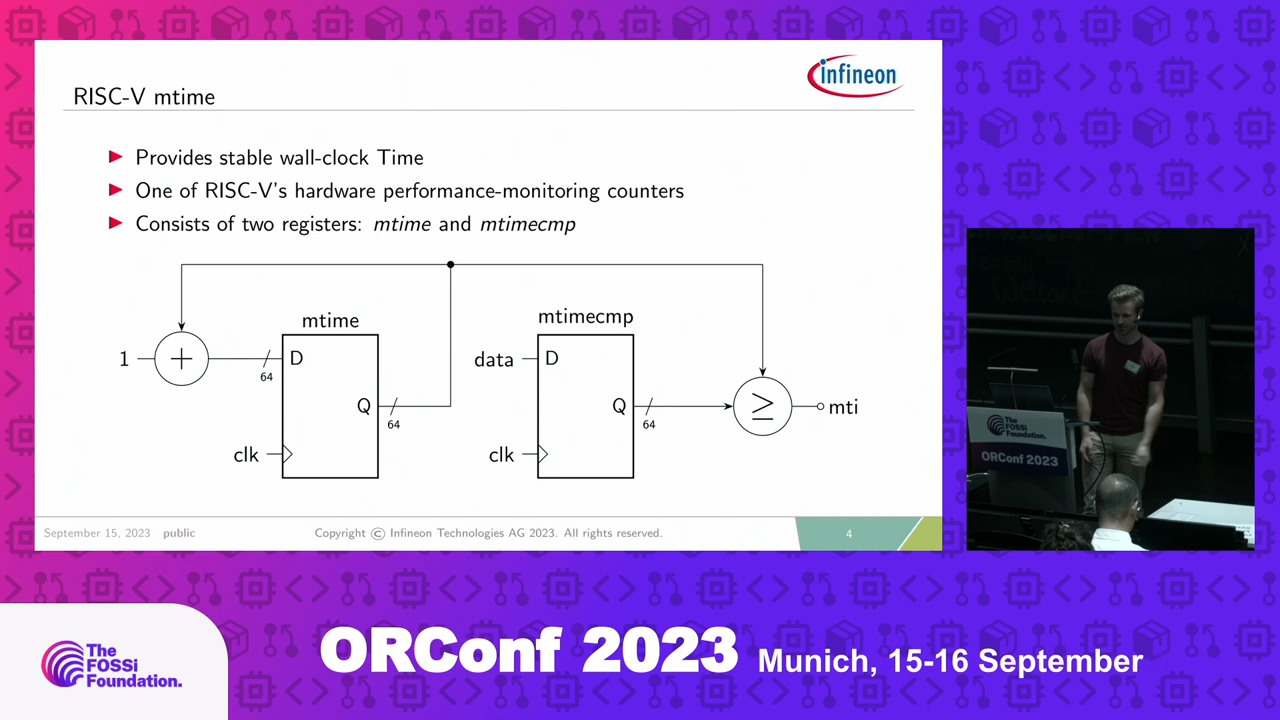 infineon
RISC-V mtime
Provides stable wall-clock Time
One of RISC-V's hardware performance-monitoring counters
Consists of two registers: mtime and mtimecmp
mtime
mtimecmp
1
+
64
D
Q
64
clk
data
D
Q
64
clk
≥
mti
September 15, 2023 public
Copyright © Infineon Technologies AG 2023. All rights reserved.
4
The
FOSSi
Foundation.
ORConf 2023
The
FOSSi
Foundation.
ORConf 2023
Munich, 15-16 September